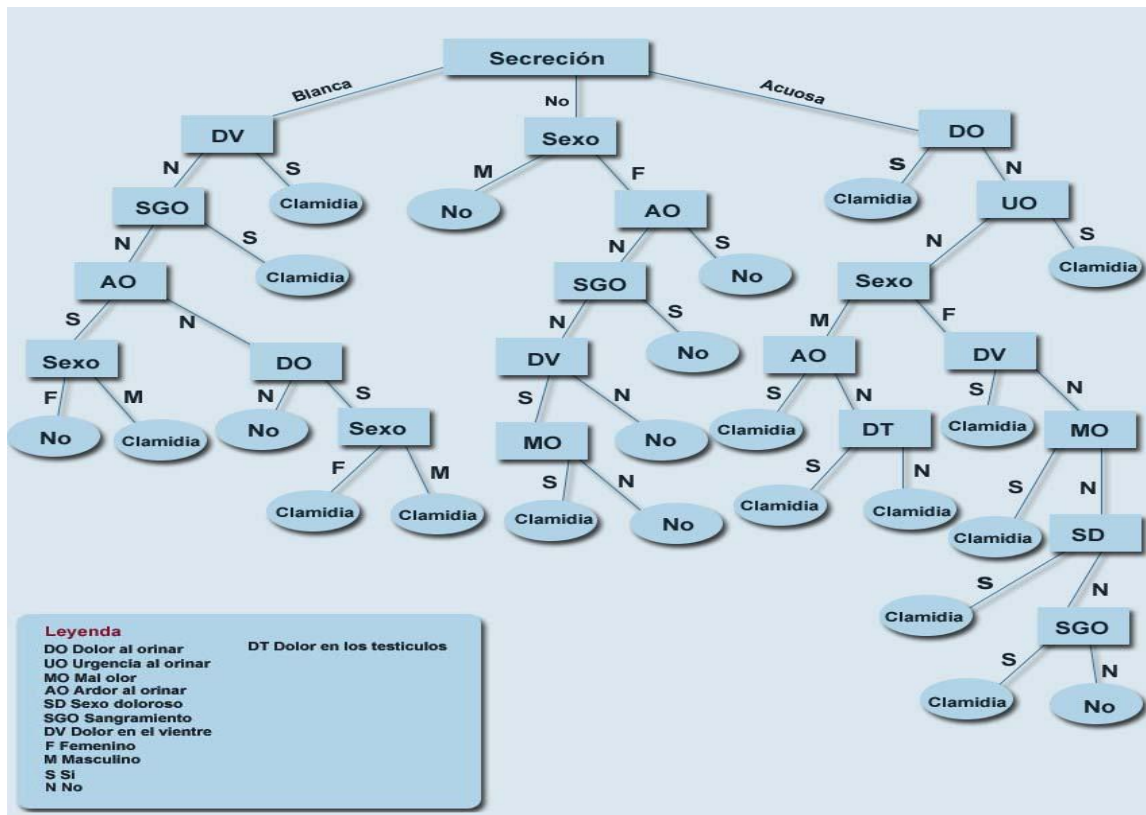 Secreción
Blanca
No
Acuosa
DV
Sexo
DO
N
S
M
F
S
N
SGO
Clamidia
No
AO
Clamidia
UO
N
S
N
S
N
S
AO
Clamidia
SGO
No
Sexo
Clamidia
S
N
N
S
M
F
Sexo
DO
DV
No
AO
DV
F
M
N
S
S
N
S
N
S
N
No
Clamidia
No
Sexo
MO
No
Clamidia
DT
Clamidia
MO
F
M
S
N
S
N
S
N
Clamidia
Clamidia
Clamidia
No
Clamidia
Clamidia
Clamidia
SD
S
N
Clamidia
SGO
S
N
Clamidia
No
Leyenda
DO Dolor al orinar
UO Urgencia al orinar
MO Mal olor
AO Ardor al orinar
SD Sexo doloroso
SGO Sangramiento
DV Dolor en el vientre
F Femenino
M Masculino
S Si
N No
DT Dolor en los testiculos